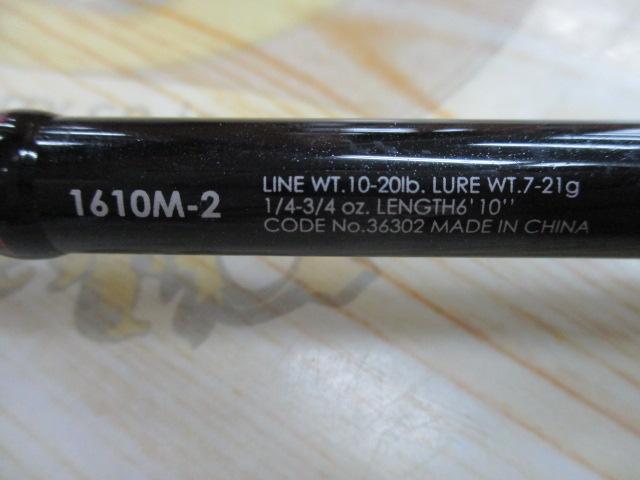 1610M-2
LINE WT.10-20lb. LURE WT.7-21g
1/4-3/4 oz. LENGTH6'10''
CODE No.36302 MADE IN CHINA